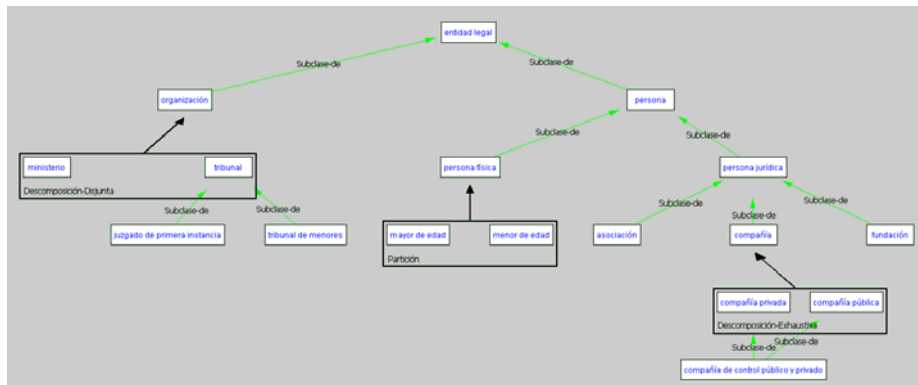 entidad legal
Subclase-de
Subclase-de
organización
persona
Subclase-de
Subclase-de
ministerio
tribunal
persona física
persona jurídica
Descomposición-Disjunta
Subclase-de
Subclase-de
Subclase-de
Subclase-de
Subclase-de
juzgado de primera instancia
tribunal de menores
mayor de edad
menor de edad
asociación
compañía
fundación
Partición
compañía privada
compañía pública
Descomposición-Exhaustiva
Subclase-de
Subclase-de
compañía de control público y privado